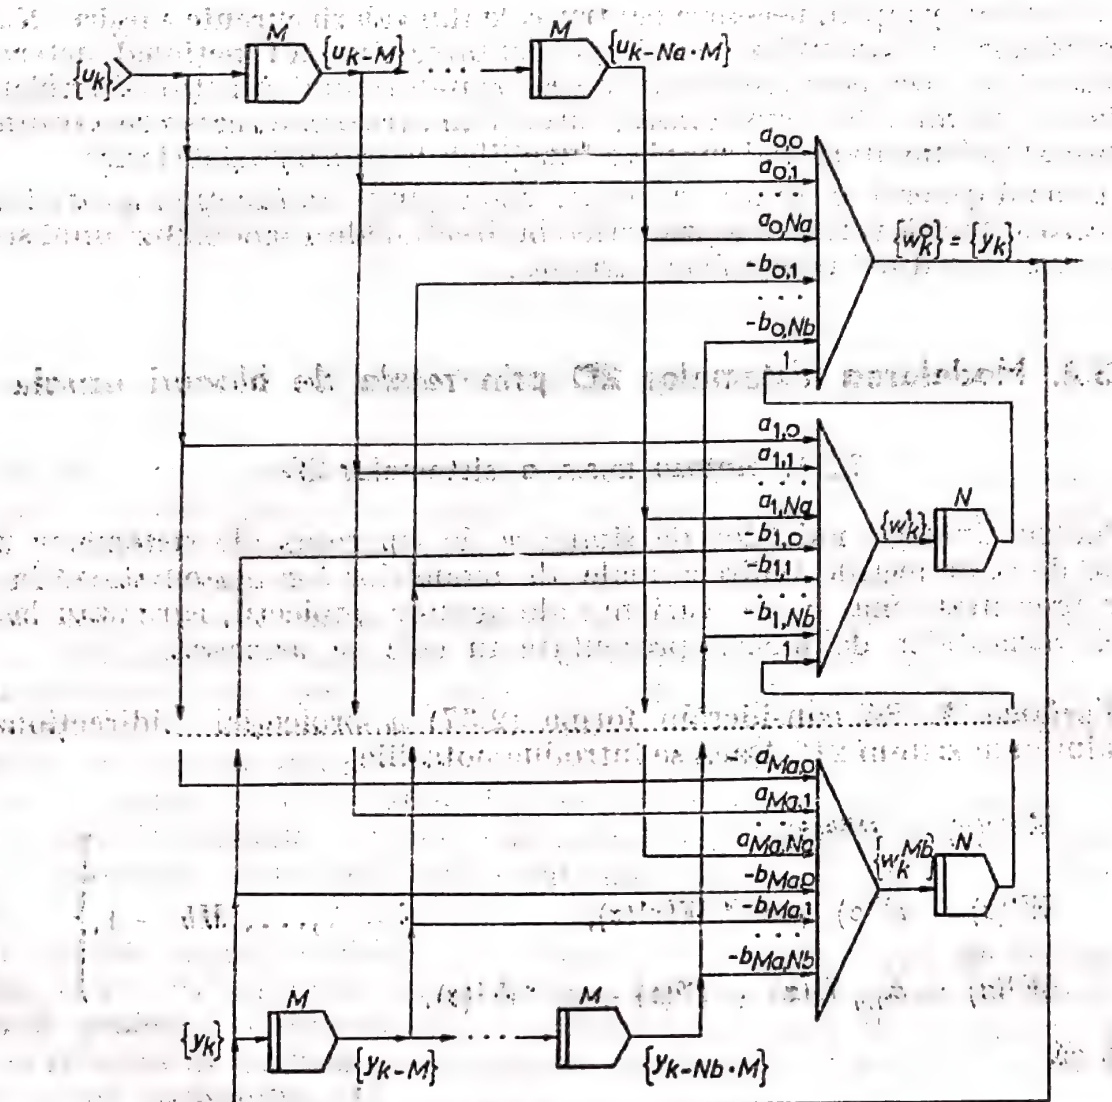 M
M
{u_k}
{u_{k-M}}
. . .
{u_{k-Na·M}}
a_{0,0}
a_{0,1}
. . .
a_{0,Na}
{w_k^0} = {y_k}
-b_{0,1}
. . .
-b_{0,Nb}
1
a_{1,0}
a_{1,1}
. . .
a_{1,Na}
N
-b_{1,0}
{w_k^1}
-b_{1,1}
. . .
-b_{1,Nb}
1
a_{Ma,0}
a_{Ma,1}
. . .
a_{Ma,Na}
{w_k^{Mb}}
N
-b_{Ma,0}
-b_{Ma,1}
. . .
-b_{Ma,Nb}
M
M
{y_k}
{y_{k-M}}
. . .
{y_{k-Nb·M}}